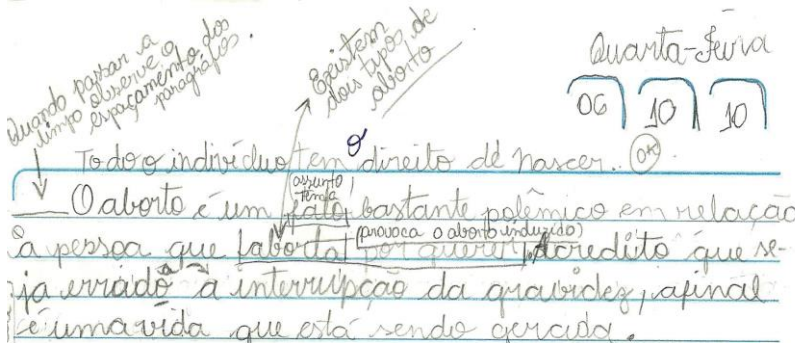 Quando passar a
limpo observe o
espaçamento dos
parágrafos.
Existem
dois tipos de
aborto
Quarta-feira
06 10 10
Todo o indivíduo tem o direito de nascer. OK
O aborto é um fato bastante polêmico em relação
(assunto/
tema
à pessoa que aborta por querer. Acredito que se-
(provoca o aborto induzido)
ja errado a interrupção da gravidez, afinal
é uma vida que está sendo gerada.